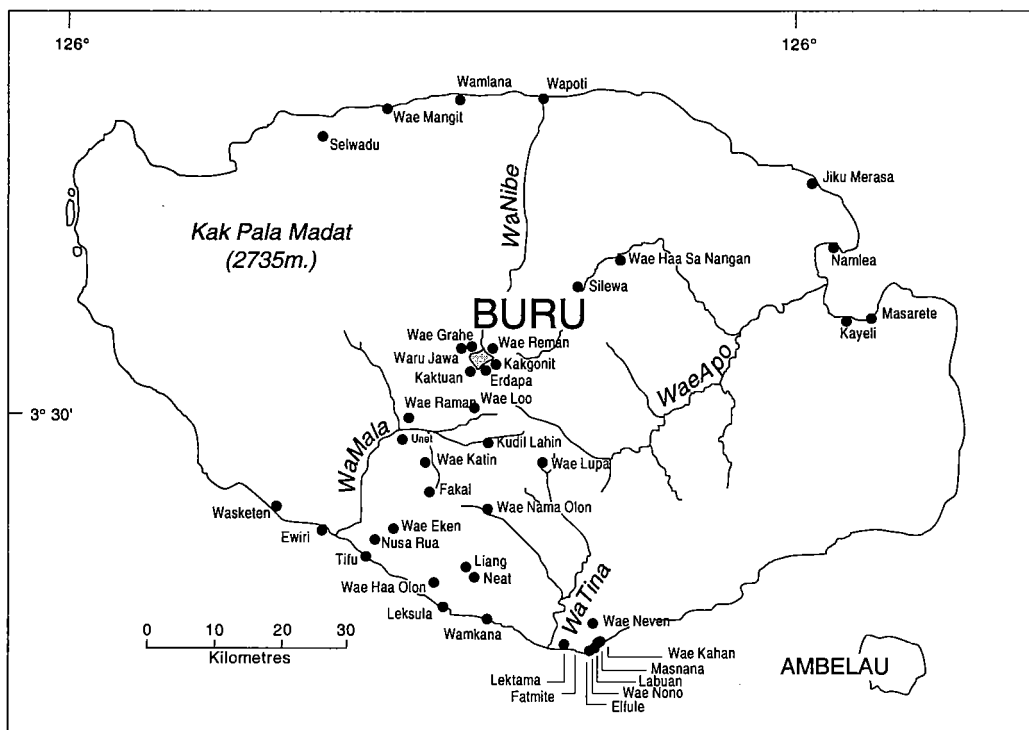 126°
126°
Wamlana
Wapoti
Wae Mangit
Selwadu
Jiku Merasa
WaNibe
Kak Pala Madat
(2735m.)
Namlea
Wae Haa Sa Nangan
Silewa
BURU
Masarete
Kayeli
Wae Grahe
Wae Reman
Waru Jawa
Kakgonit
Kaktuan
Erdapa
WaeApo
Wae Loo
Wae Raman
3° 30'
WaMala
Unet
Kudil Lahin
Wae Katin
Wae Lupa
Fakal
Wasketen
Wae Nama Olon
Ewiri
Wae Eken
Nusa Rua
Tifu
Liang
Neat
Wae Haa Olon
WaTina
Leksula
Wamkana
Wae Neven
0 10 20 30
Kilometres
Wae Kahan
Masnana
Lektama
Labuan
Fatmite
Wae Nono
Elfule
AMBELAU